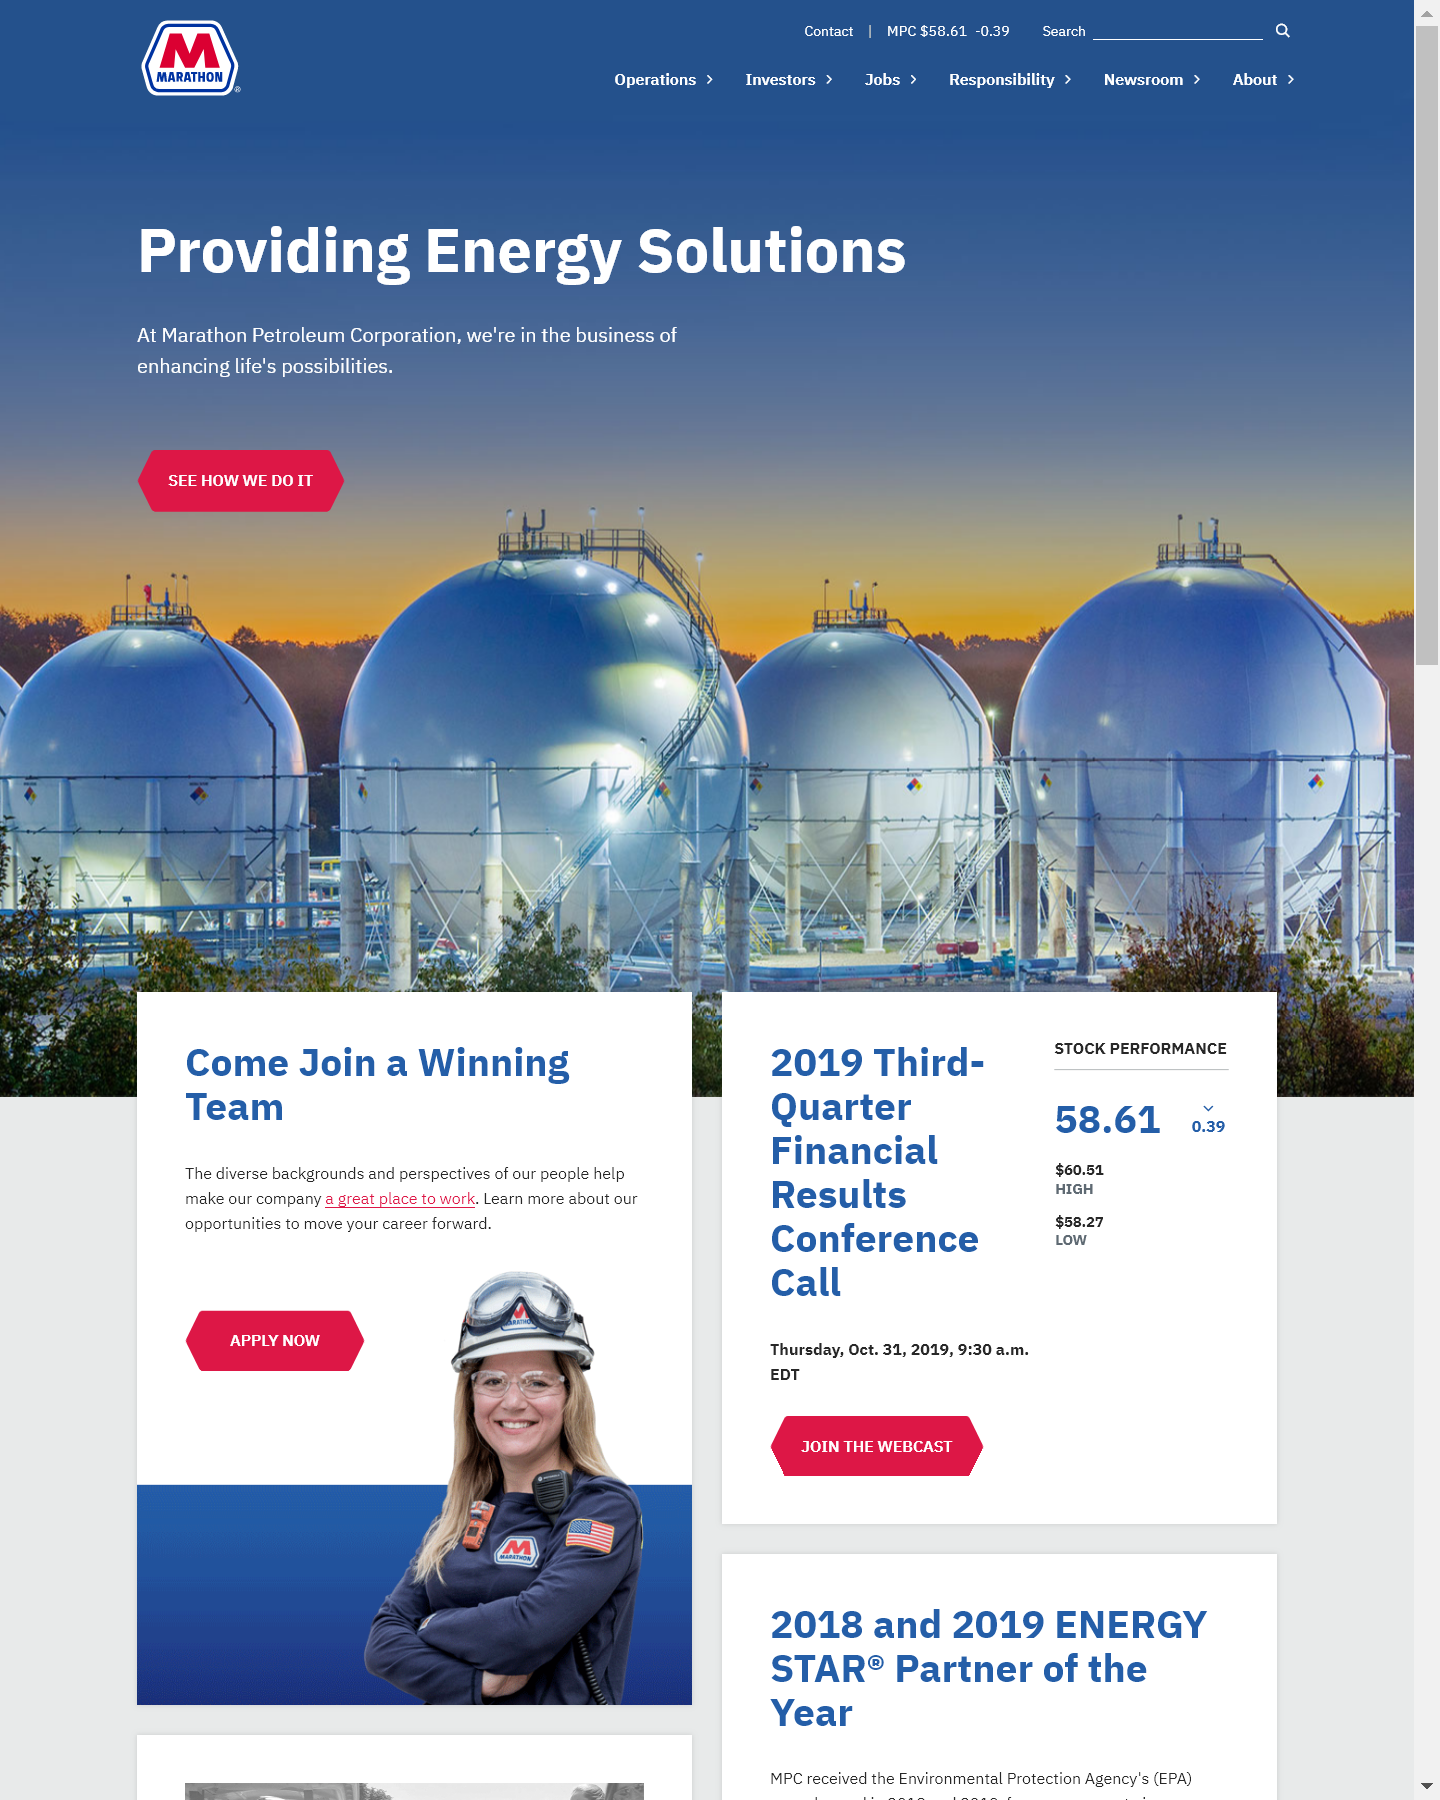 MARATHON
Contact | MPC $58.61 -0.39 Search
Operations Investors Jobs Responsibility Newsroom About
Providing Energy Solutions
At Marathon Petroleum Corporation, we're in the business of
enhancing life's possibilities.
SEE HOW WE DO IT
Come Join a Winning
Team
The diverse backgrounds and perspectives of our people help
make our company a great place to work. Learn more about our
opportunities to move your career forward.
APPLY NOW
MARATHON
MARATHON
2019 Third-
Quarter
Financial
Results
Conference
Call
Thursday, Oct. 31, 2019, 9:30 a.m.
EDT
JOIN THE WEBCAST
STOCK PERFORMANCE
58.61
0.39
$60.51
HIGH
$58.27
LOW
2018 and 2019 ENERGY
STAR® Partner of the
Year
MPC received the Environmental Protection Agency's (EPA)